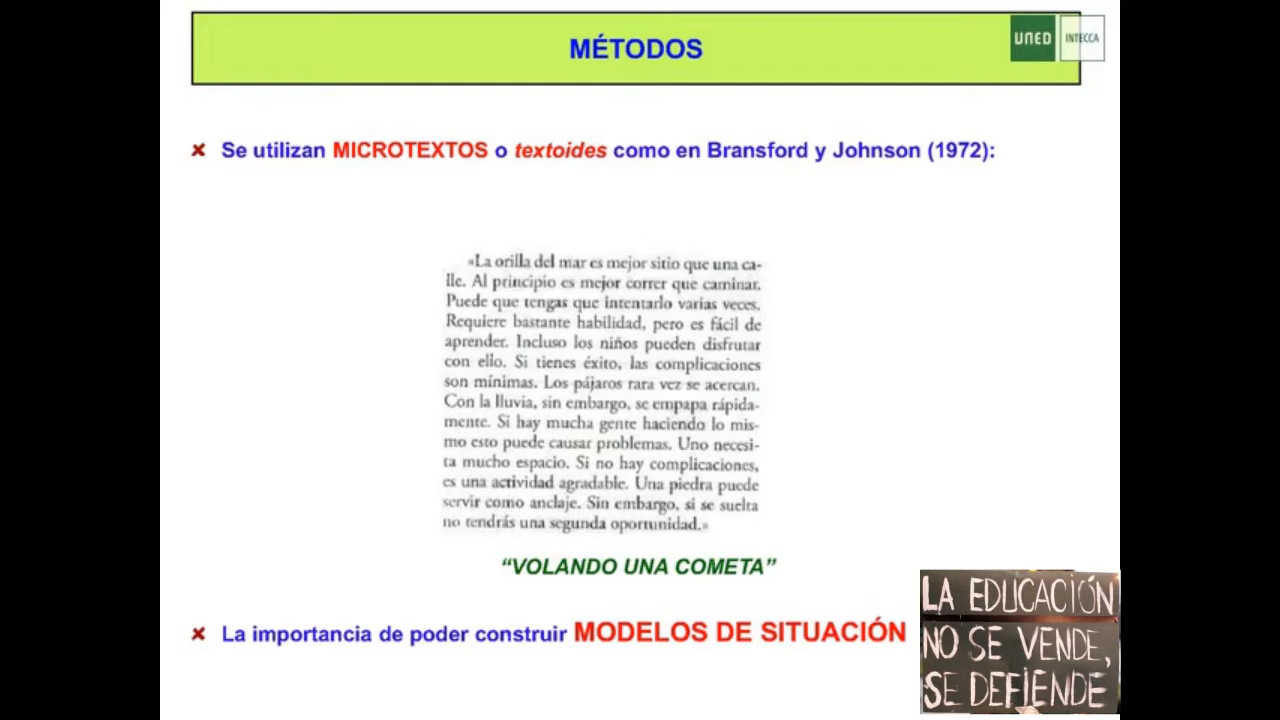 MÉTODOS
UNED
INTECCA
Se utilizan MICROTEXTOS o textoides como en Bransford y Johnson (1972):
«La orilla del mar es mejor sitio que una ca-
lle. Al principio es mejor correr que caminar.
Puede que tengas que intentarlo varias veces.
Requiere bastante habilidad, pero es fácil de
aprender. Incluso los niños pueden disfrutar
con ello. Si tienes éxito, las complicaciones
son mínimas. Los pájaros rara vez se acercan.
Con la lluvia, sin embargo, se empapa rápida-
mente. Si hay mucha gente haciendo lo mis-
mo esto puede causar problemas. Uno necesi-
ta mucho espacio. Si no hay complicaciones,
es una actividad agradable. Una piedra puede
servir como anclaje. Sin embargo, si se suelta
no tendrás una segunda oportunidad.»
“VOLANDO UNA COMETA”
La importancia de poder construir MODELOS DE SITUACIÓN
LA EDUCACIÓN
NO SE VENDE,
SE DEFIENDE